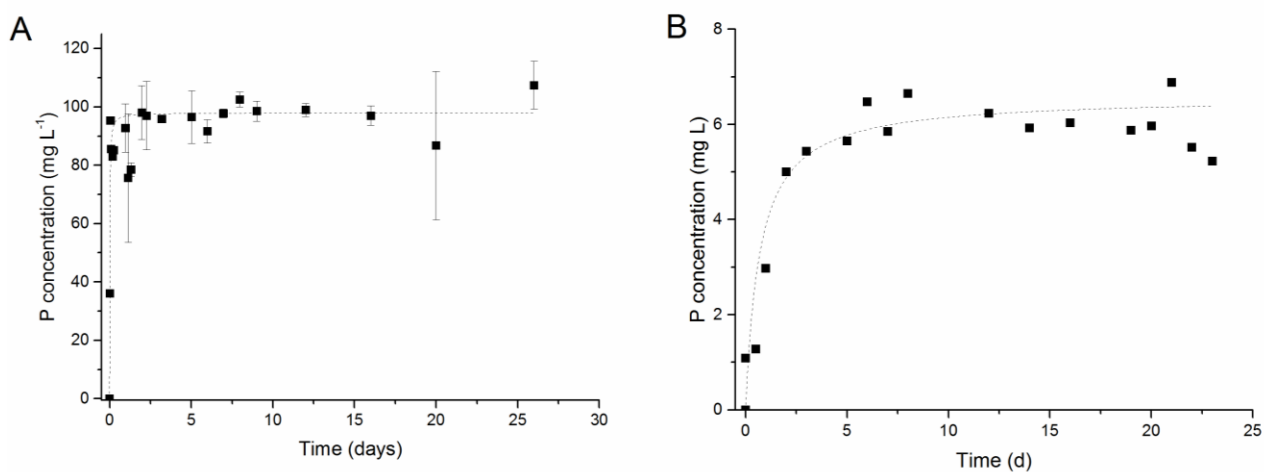 A
P concentration (mg L⁻¹)
120
100
80
60
40
20
0
0 5 10 15 20 25 30
Time (days)
B
P concentration (mg L)
8
6
4
2
0
0 5 10 15 20 25
Time (d)